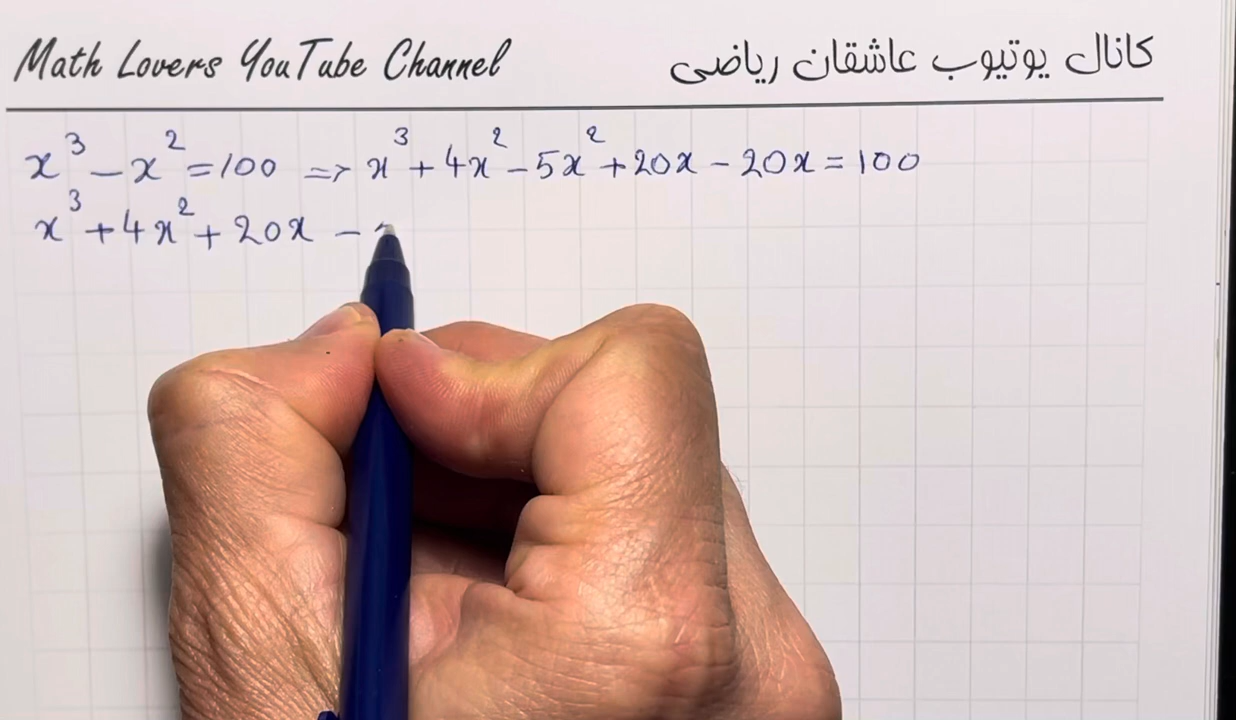 Math Lovers YouTube Channel
کانال یوتیوب عاشقان ریاضی
x³ - x² = 100 => x³ + 4x² - 5x² + 20x - 20x = 100
x³ + 4x² + 20x -